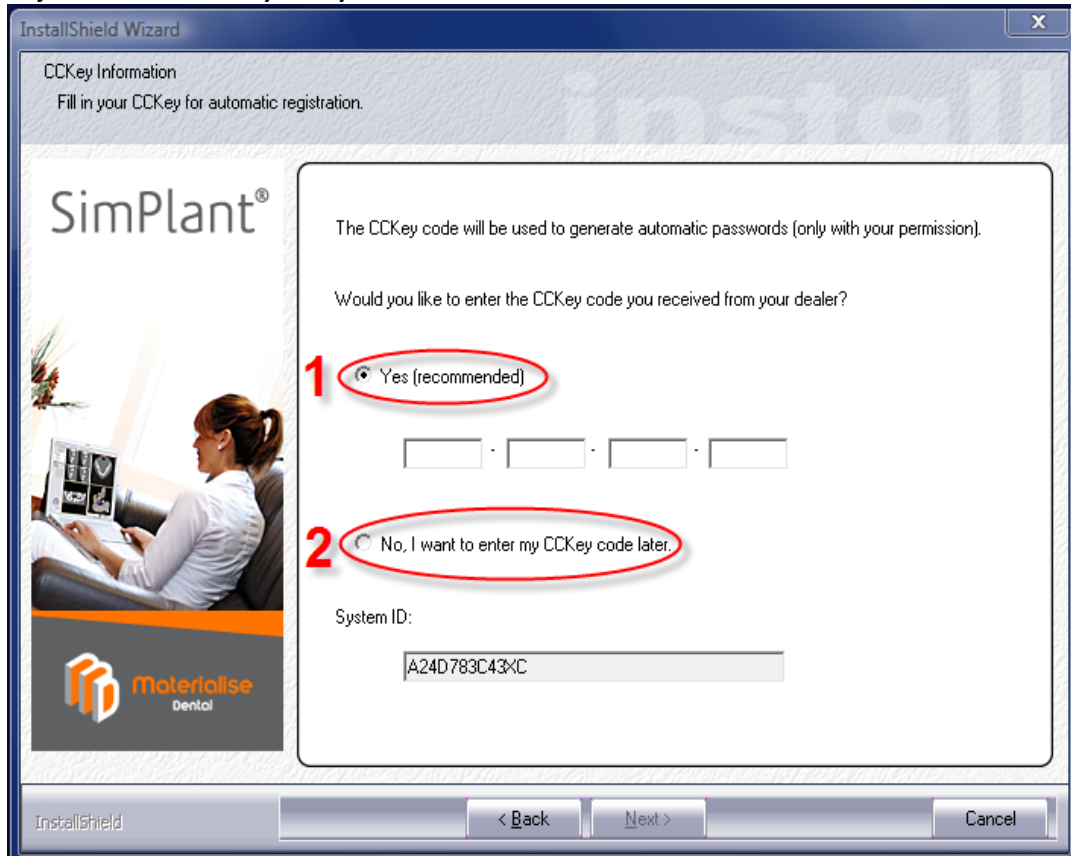 InstallShield Wizard
X
CCKey Information
Fill in your CCKey for automatic registration.
install
SimPlant®
The CCKey code will be used to generate automatic passwords (only with your permission).
Would you like to enter the CCKey code you received from your dealer?
1 Yes (recommended)
- - -
2 No, I want to enter my CCKey code later.
System ID:
A24D783C43XC
Materialise
Dental
InstallShield
< Back
Next >
Cancel